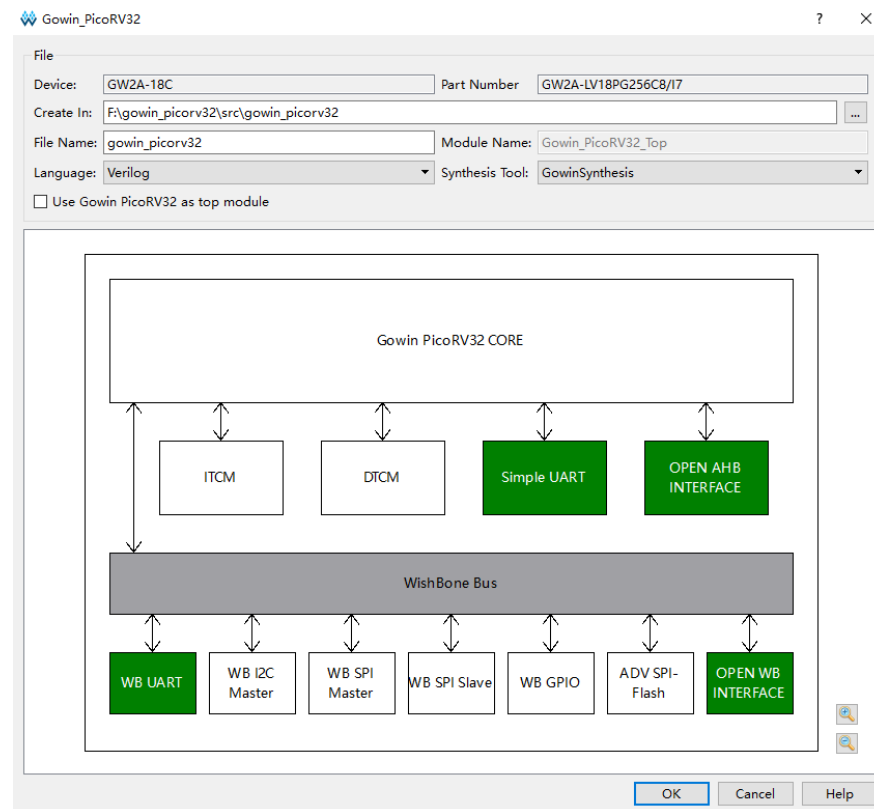 Gowin_PicoRV32
?
File
Device: GW2A-18C Part Number GW2A-LV18PG256C8/I7
Create In: F:\gowin_picorv32\src\gowin_picorv32 ...
File Name: gowin_picorv32 Module Name: Gowin_PicoRV32_Top
Language: Verilog Synthesis Tool: GowinSynthesis
Use Gowin PicoRV32 as top module
Gowin PicoRV32 CORE
ITCM
DTCM
Simple UART
OPEN AHB
INTERFACE
WishBone Bus
WB UART
WB I2C
Master
WB SPI
Master
WB SPI Slave
WB GPIO
ADV SPI-
Flash
OPEN WB
INTERFACE
OK Cancel Help